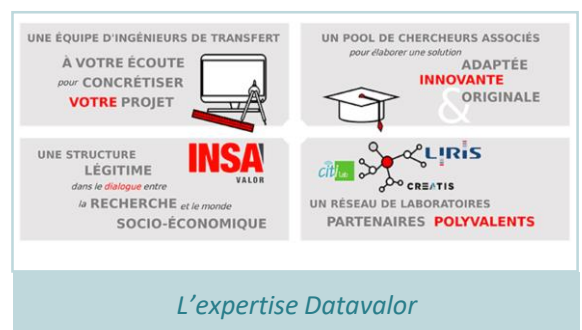 UNE ÉQUIPE D'INGÉNIEURS DE TRANSFERT
À VOTRE ÉCOUTE
pour CONCRÉTISER
VOTRE PROJET
UN POOL DE CHERCHEURS ASSOCIÉS
pour élaborer une solution
ADAPTÉE
INNOVANTE
&
ORIGINALE
UNE STRUCTURE
LÉGITIME
dans le dialogue entre
la RECHERCHE et le monde
SOCIO-ÉCONOMIQUE
INSA
VALOR
citi Lab
LIRIS
CREATIS
UN RÉSEAU DE LABORATOIRES
PARTENAIRES POLYVALENTS
L'expertise Datavalor